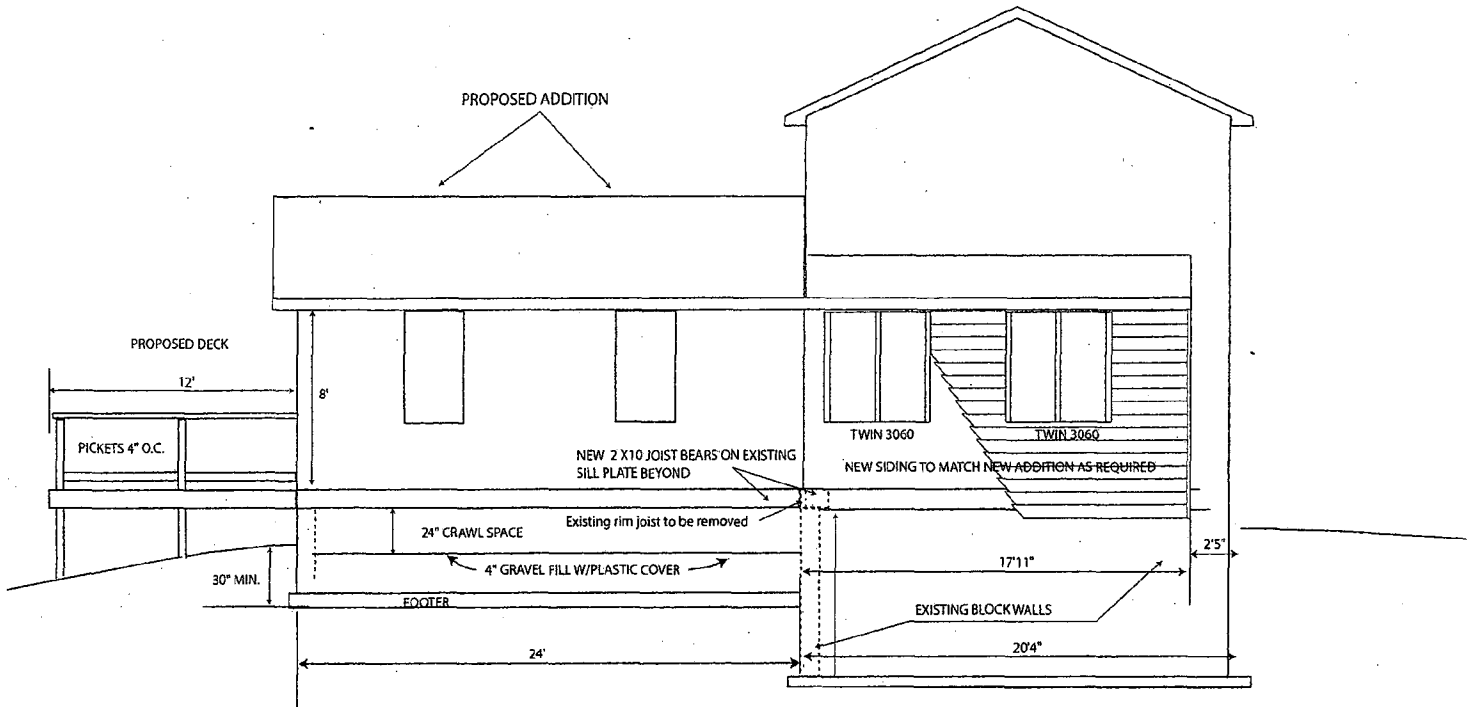 PROPOSED ADDITION
PROPOSED DECK
12'
8'
PICKETS 4" O.C.
TWIN 3060
TWIN 3060
NEW 2 X10 JOIST BEARS ON EXISTING
SILL PLATE BEYOND
NEW SIDING TO MATCH NEW ADDITION AS REQUIRED
Existing rim joist to be removed
24" CRAWL SPACE
2'5"
4" GRAVEL FILL W/PLASTIC COVER
17'11"
30" MIN.
FOOTER
EXISTING BLOCK WALLS
24'
20'4"